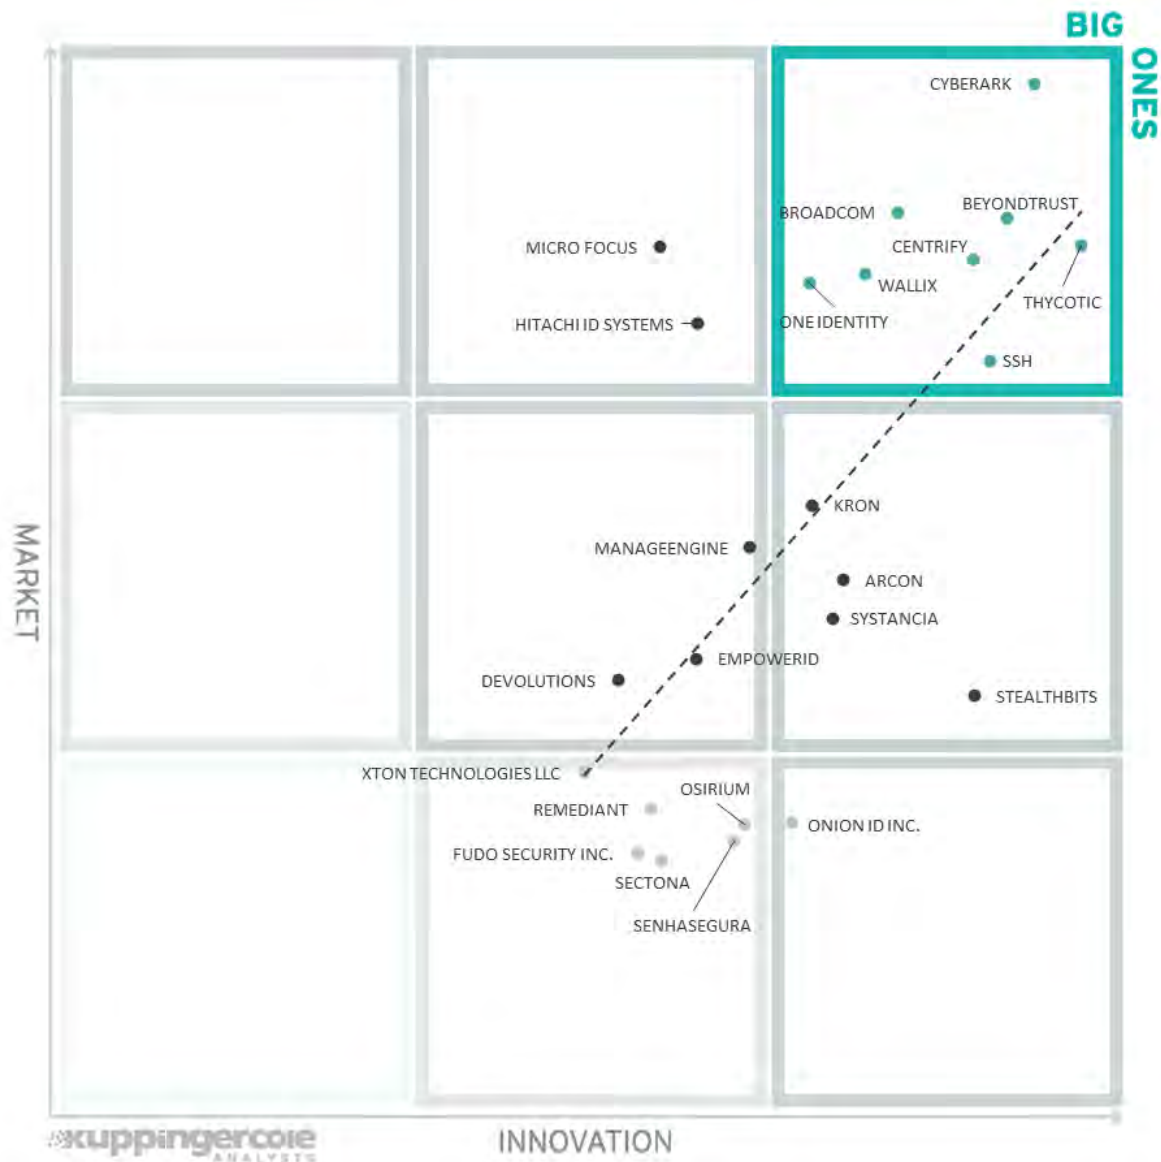 BIG
ONES
CYBERARK
BROADCOM
BEYONDTRUST
MICRO FOCUS
CENTRIFY
WALLIX
THYCOTIC
HITACHI ID SYSTEMS
ONE IDENTITY
SSH
KRON
MANAGEENGINE
ARCON
SYSTANCIA
EMPOWERID
DEVOLUTIONS
STEALTHBITS
XTON TECHNOLOGIES LLC
OSIRIUM
REMEDIANT
ONION ID INC.
FUDO SECURITY INC.
SECTONA
SENHASEGURA
MARKET
INNOVATION
kuppingercole
ANALYSTS